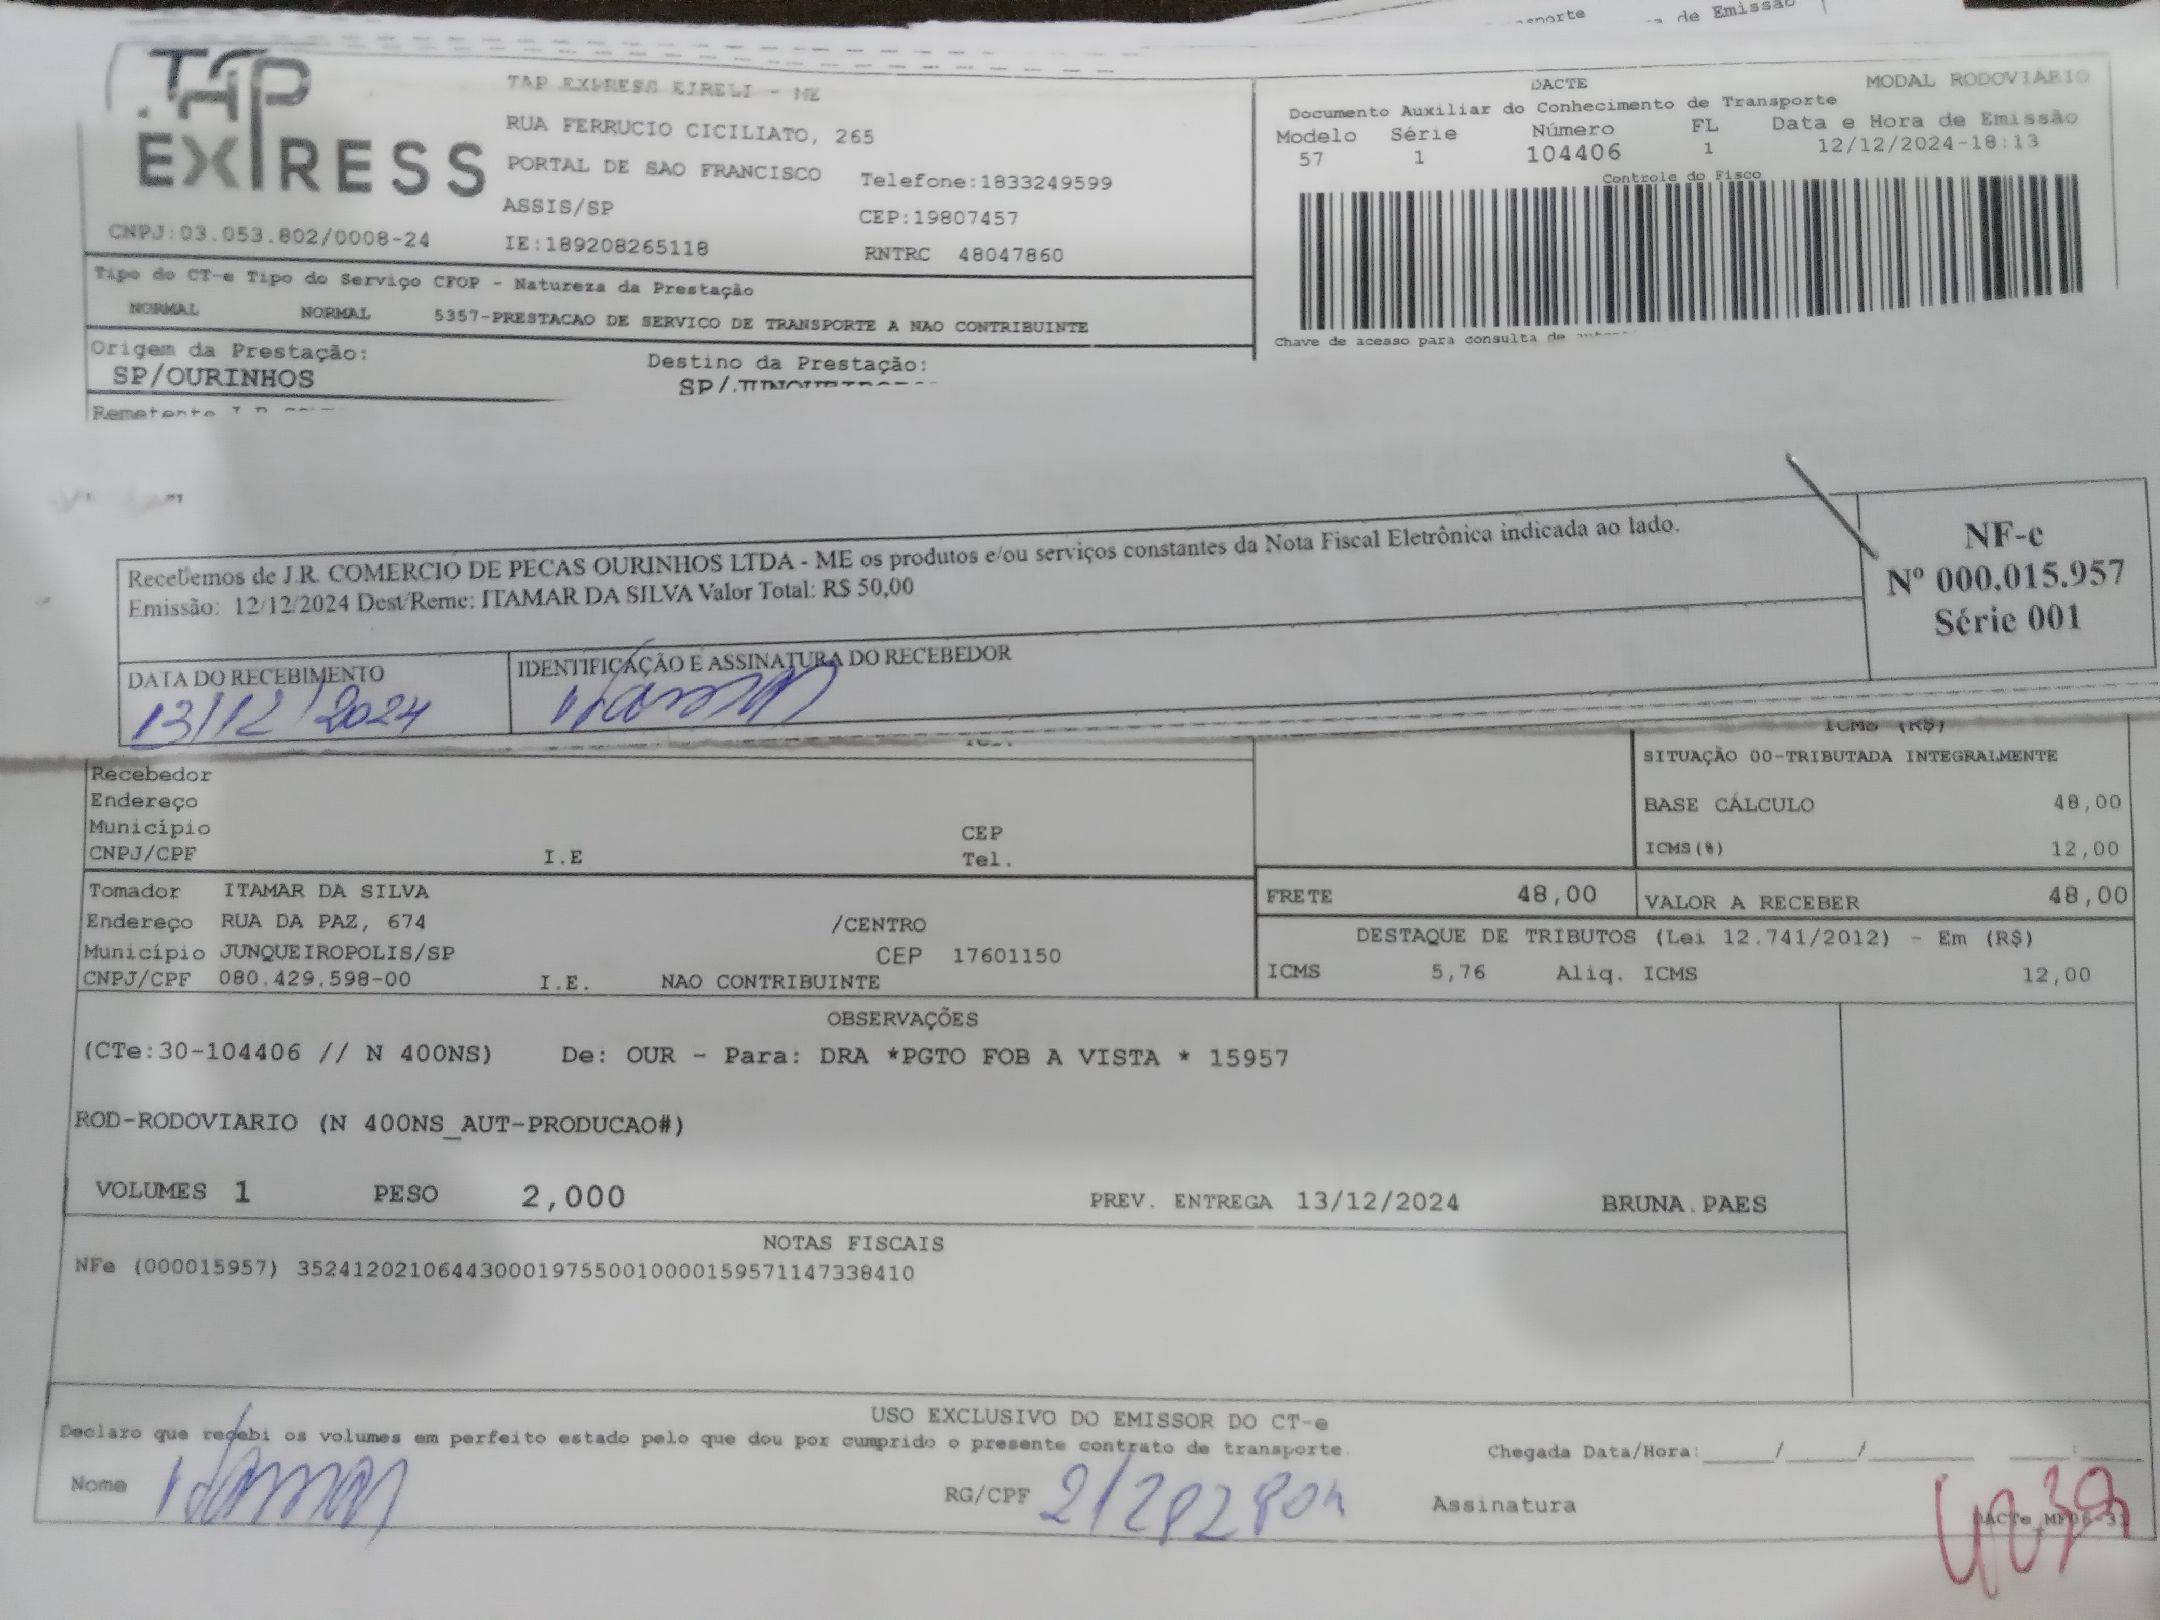 de Emissão
TAP
EXPRESS
TAP EXPRESS EIRELI - ME
RUA FERRUCIO CICILIATO, 265
PORTAL DE SAO FRANCISCO
Telefone:1833249599
ASSIS/SP
CEP:19807457
CNPJ:03.053.802/0008-24
IE:189208265118
RNTRC 48047860
DACTE
MODAL RODOVIARIO
Documento Auxiliar do Conhecimento de Transporte
Modelo Série Número FL Data e Hora de Emissão
57 1 104406 1 12/12/2024-18:13
Controle do Fisco
Chave de acesso para consulta de
Tipo do CT-e Tipo do Serviço CFOP - Natureza da Prestação
NORMAL NORMAL 5357-PRESTACAO DE SERVICO DE TRANSPORTE A NAO CONTRIBUINTE
Origem da Prestação: Destino da Prestação:
SP/OURINHOS
Remetente
Recebemos de J.R. COMERCIO DE PECAS OURINHOS LTDA - ME os produtos e/ou serviços constantes da Nota Fiscal Eletrônica indicada ao lado.
Emissão: 12/12/2024 Dest/Reme: ITAMAR DA SILVA Valor Total: R$ 50,00
NF-e
Nº 000.015.957
Série 001
DATA DO RECEBIMENTO
13/12/2024
IDENTIFICAÇÃO E ASSINATURA DO RECEBEDOR
Itamar
ICMS (R$)
SITUAÇÃO 00-TRIBUTADA INTEGRALMENTE
BASE CÁLCULO 48,00
ICMS(%) 12,00
Recebedor
Endereço
Município CEP
CNPJ/CPF I.E Tel.
FRETE 48,00 VALOR A RECEBER 48,00
Tomador ITAMAR DA SILVA
Endereço RUA DA PAZ, 674 /CENTRO
Município JUNQUEIROPOLIS/SP CEP 17601150
CNPJ/CPF 080.429.598-00 I.E. NAO CONTRIBUINTE
DESTAQUE DE TRIBUTOS (Lei 12.741/2012) - Em (R$)
ICMS 5,76 Aliq. ICMS 12,00
OBSERVAÇÕES
(CTe:30-104406 // N 400NS) De: OUR - Para: DRA *PGTO FOB A VISTA * 15957
ROD-RODOVIARIO (N 400NS_AUT-PRODUCAO#)
VOLUMES 1 PESO 2,000 PREV. ENTREGA 13/12/2024 BRUNA.PAES
NOTAS FISCAIS
NFe (000015957) 35241202106443000197550010000159571147338410
USO EXCLUSIVO DO EMISSOR DO CT-e
Declaro que recebi os volumes em perfeito estado pelo que dou por cumprido o presente contrato de transporte.
Chegada Data/Hora:_____/_____/_______ ____:____
Nome Itamar RG/CPF Assinatura